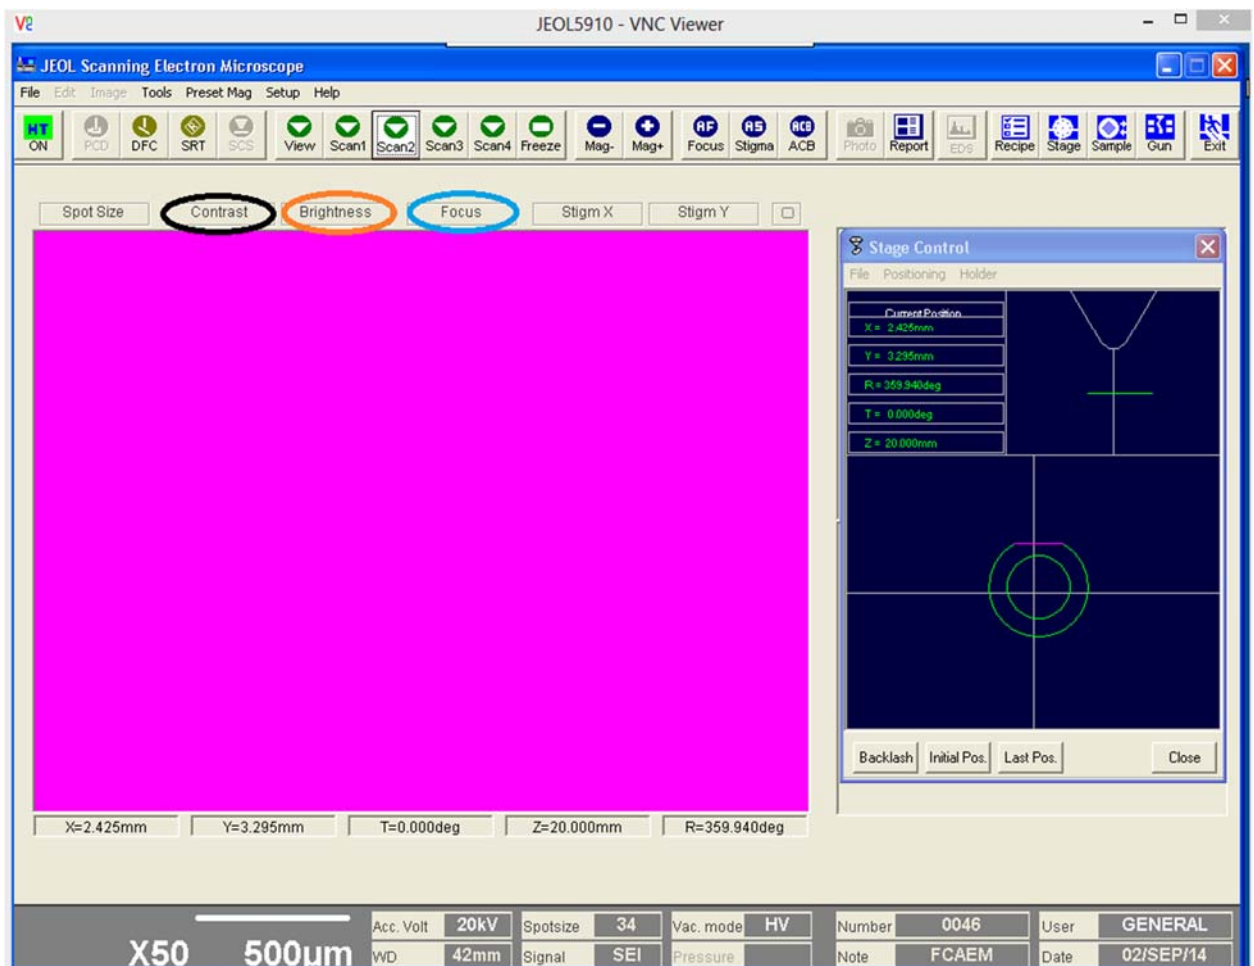 V2 JEOL5910 - VNC Viewer
JEOL Scanning Electron Microscope
File Edit Image Tools Preset Mag Setup Help
HT ON PCD DFC SRT SCS View Scan1 Scan2 Scan3 Scan4 Freeze Mag- Mag+ AF Focus AS Stigma ACB ACB Photo Report EDS Recipe Stage Sample Gun Exit
Spot Size Contrast Brightness Focus Stigm X Stigm Y
Stage Control
File Positioning Holder
Current Position
X = 2.425mm
Y = 3.295mm
R = 359.940deg
T = 0.000deg
Z = 20.000mm
Backlash Initial Pos. Last Pos. Close
X=2.425mm Y=3.295mm T=0.000deg Z=20.000mm R=359.940deg
X50 500µm
Acc. Volt 20kV Spotsize 34 Vac. mode HV Number 0046 User GENERAL
WD 42mm Signal SEI Pressure Note FCAEM Date 02/SEP/14